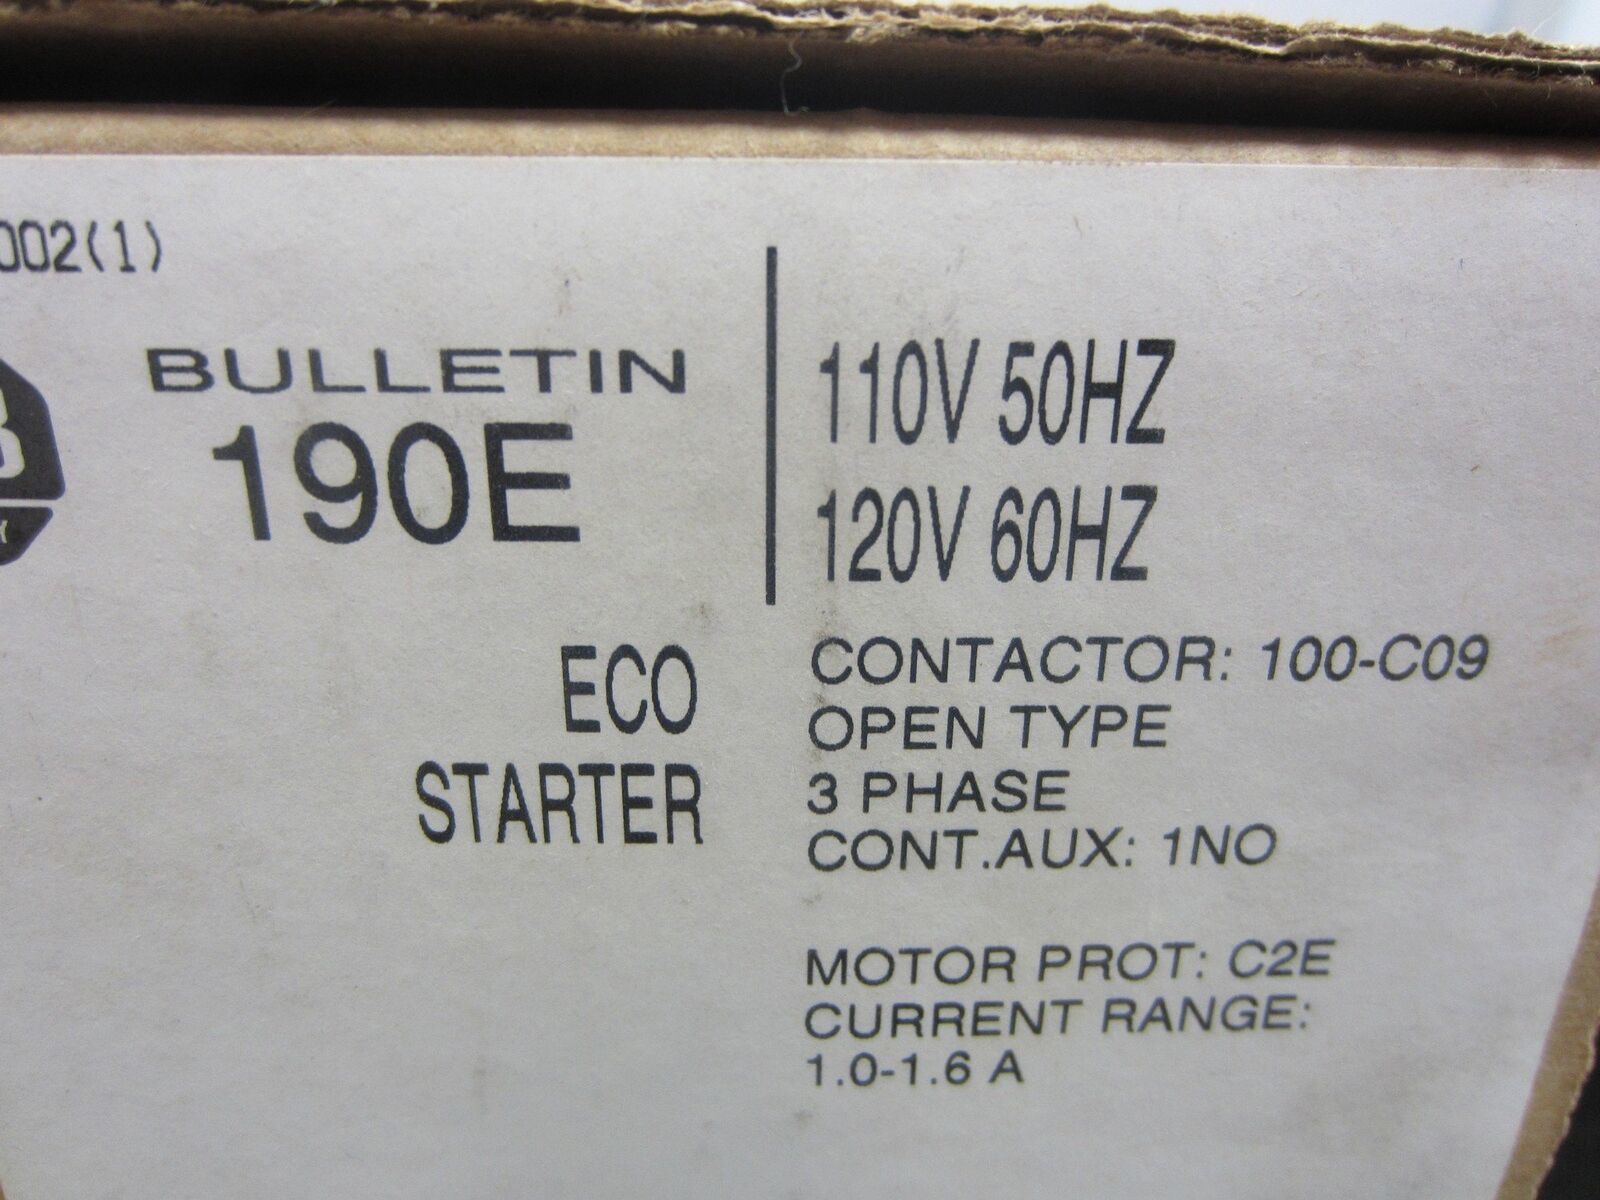 002(1)
BULLETIN
190E
ECO
STARTER
110V 50HZ
120V 60HZ
CONTACTOR: 100-C09
OPEN TYPE
3 PHASE
CONT.AUX: 1NO
MOTOR PROT: C2E
CURRENT RANGE:
1.0-1.6 A